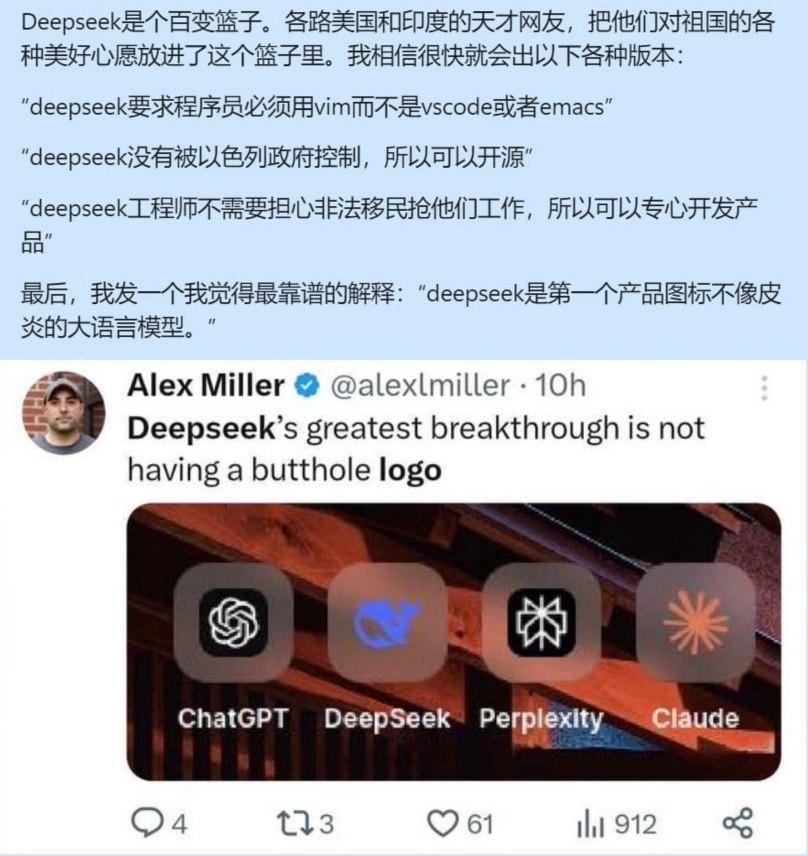 Deepseek是个百变篮子。各路美国和印度的天才网友，把他们对祖国的各
种美好心愿放进了这个篮子里。我相信很快就会出以下各种版本：
“deepseek要求程序员必须用vim而不是vscode或者emacs”
“deepseek没有被以色列政府控制，所以可以开源”
“deepseek工程师不需要担心非法移民抢他们工作，所以可以专心开发产
品”
最后，我发一个我觉得最靠谱的解释：“deepseek是第一个产品图标不像皮
炎的大语言模型。”
Alex Miller @alexlmiller · 10h
Deepseek’s greatest breakthrough is not
having a butthole logo
ChatGPT DeepSeek Perplexity Claude
4 3 61 912